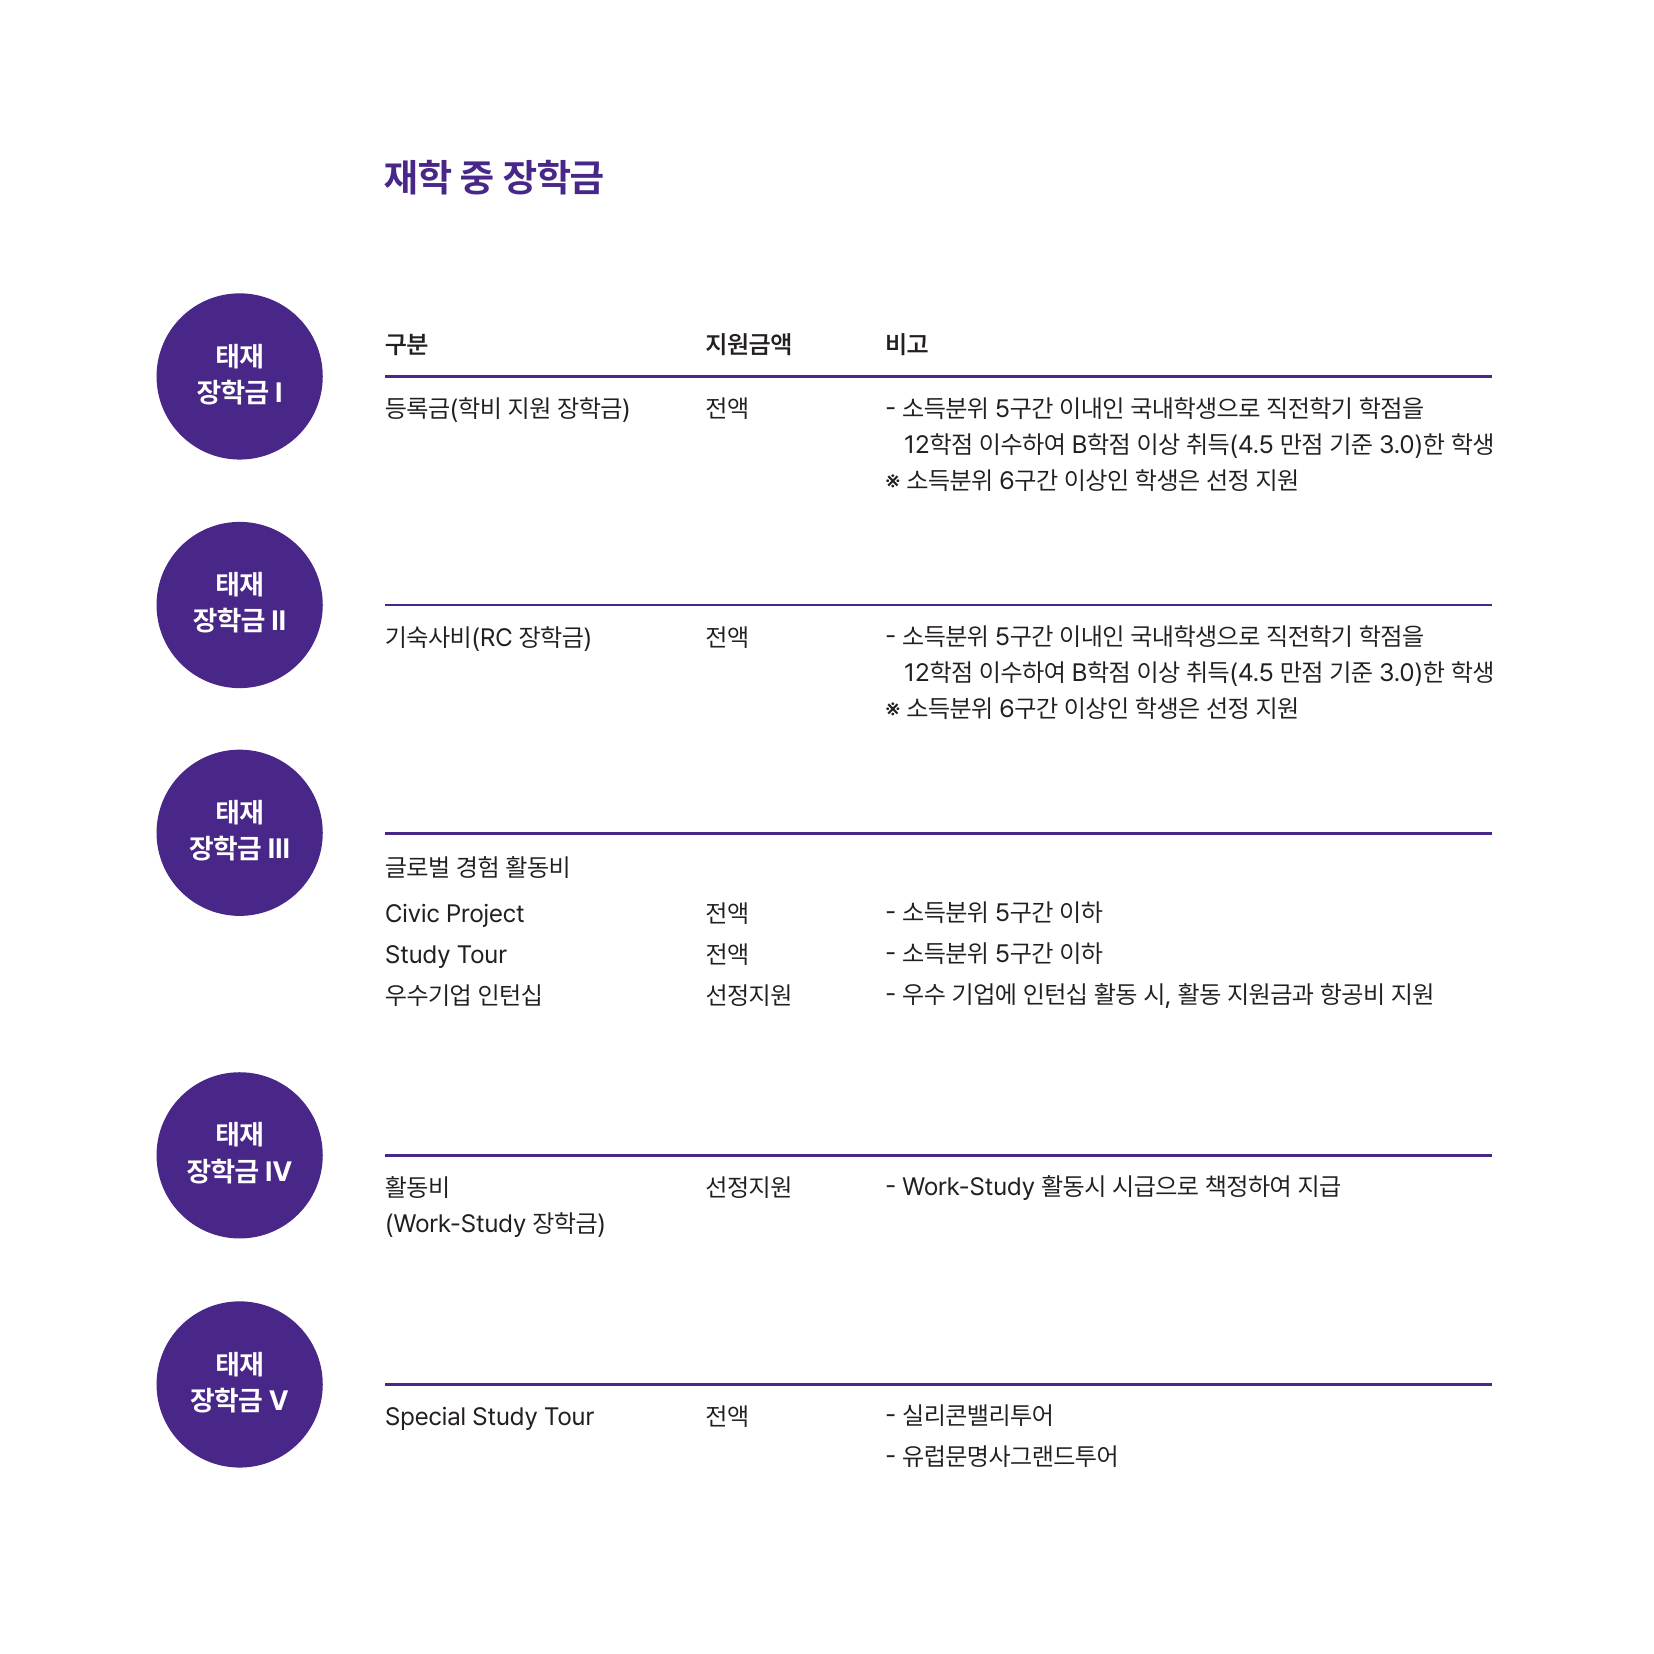 재학 중 장학금
태재
장학금 I
구분 지원금액 비고
등록금(학비 지원 장학금) 전액 - 소득분위 5구간 이내인 국내학생으로 직전학기 학점을
12학점 이수하여 B학점 이상 취득(4.5 만점 기준 3.0)한 학생
※ 소득분위 6구간 이상인 학생은 선정 지원
태재
장학금 II
기숙사비(RC 장학금) 전액 - 소득분위 5구간 이내인 국내학생으로 직전학기 학점을
12학점 이수하여 B학점 이상 취득(4.5 만점 기준 3.0)한 학생
※ 소득분위 6구간 이상인 학생은 선정 지원
태재
장학금 III
글로벌 경험 활동비
Civic Project 전액 - 소득분위 5구간 이하
Study Tour 전액 - 소득분위 5구간 이하
우수기업 인턴십 선정지원 - 우수 기업에 인턴십 활동 시, 활동 지원금과 항공비 지원
태재
장학금 IV
활동비 선정지원 - Work-Study 활동시 시급으로 책정하여 지급
(Work-Study 장학금)
태재
장학금 V
Special Study Tour 전액 - 실리콘밸리투어
- 유럽문명사그랜드투어